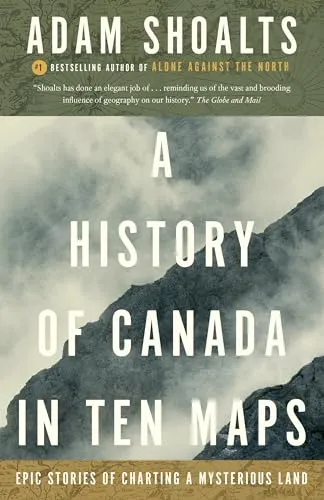 ADAM SHOALTS
#1 BESTSELLING AUTHOR OF ALONE AGAINST THE NORTH
“Shoalts has done an elegant job of . . . reminding us of the vast and brooding
influence of geography on our history.” The Globe and Mail
A
HISTORY
OF CANADA
IN TEN MAPS
EPIC STORIES OF CHARTING A MYSTERIOUS LAND